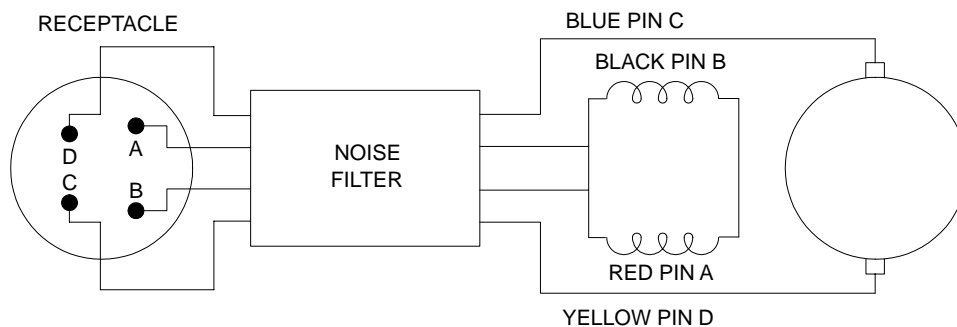 RECEPTACLE
BLUE PIN C
BLACK PIN B
D
A
C
B
NOISE
FILTER
RED PIN A
YELLOW PIN D